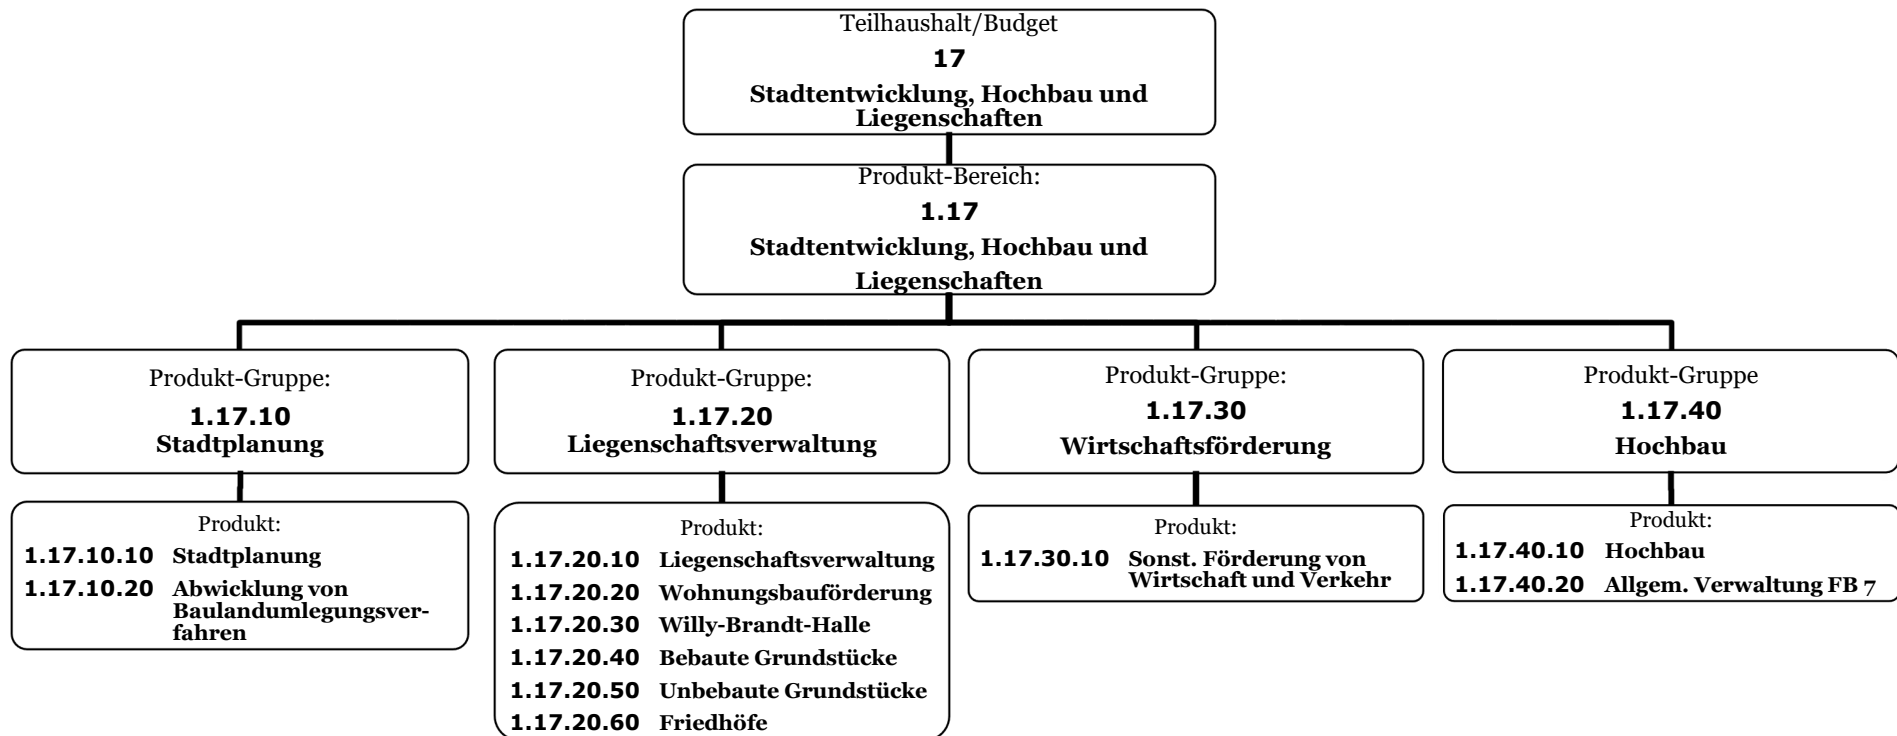 Teilhaushalt/Budget
17
Stadtentwicklung, Hochbau und
Liegenschaften
Produkt-Bereich:
1.17
Stadtentwicklung, Hochbau und
Liegenschaften
Produkt-Gruppe:
1.17.10
Stadtplanung
Produkt-Gruppe:
1.17.20
Liegenschaftsverwaltung
Produkt-Gruppe:
1.17.30
Wirtschaftsförderung
Produkt-Gruppe
1.17.40
Hochbau
Produkt:
1.17.10.10 Stadtplanung
1.17.10.20 Abwicklung von
Baulandumlegungsver-
fahren
Produkt:
1.17.20.10 Liegenschaftsverwaltung
1.17.20.20 Wohnungsbauförderung
1.17.20.30 Willy-Brandt-Halle
1.17.20.40 Bebaute Grundstücke
1.17.20.50 Unbebaute Grundstücke
1.17.20.60 Friedhöfe
Produkt:
1.17.30.10 Sonst. Förderung von
Wirtschaft und Verkehr
Produkt:
1.17.40.10 Hochbau
1.17.40.20 Allgem. Verwaltung FB 7